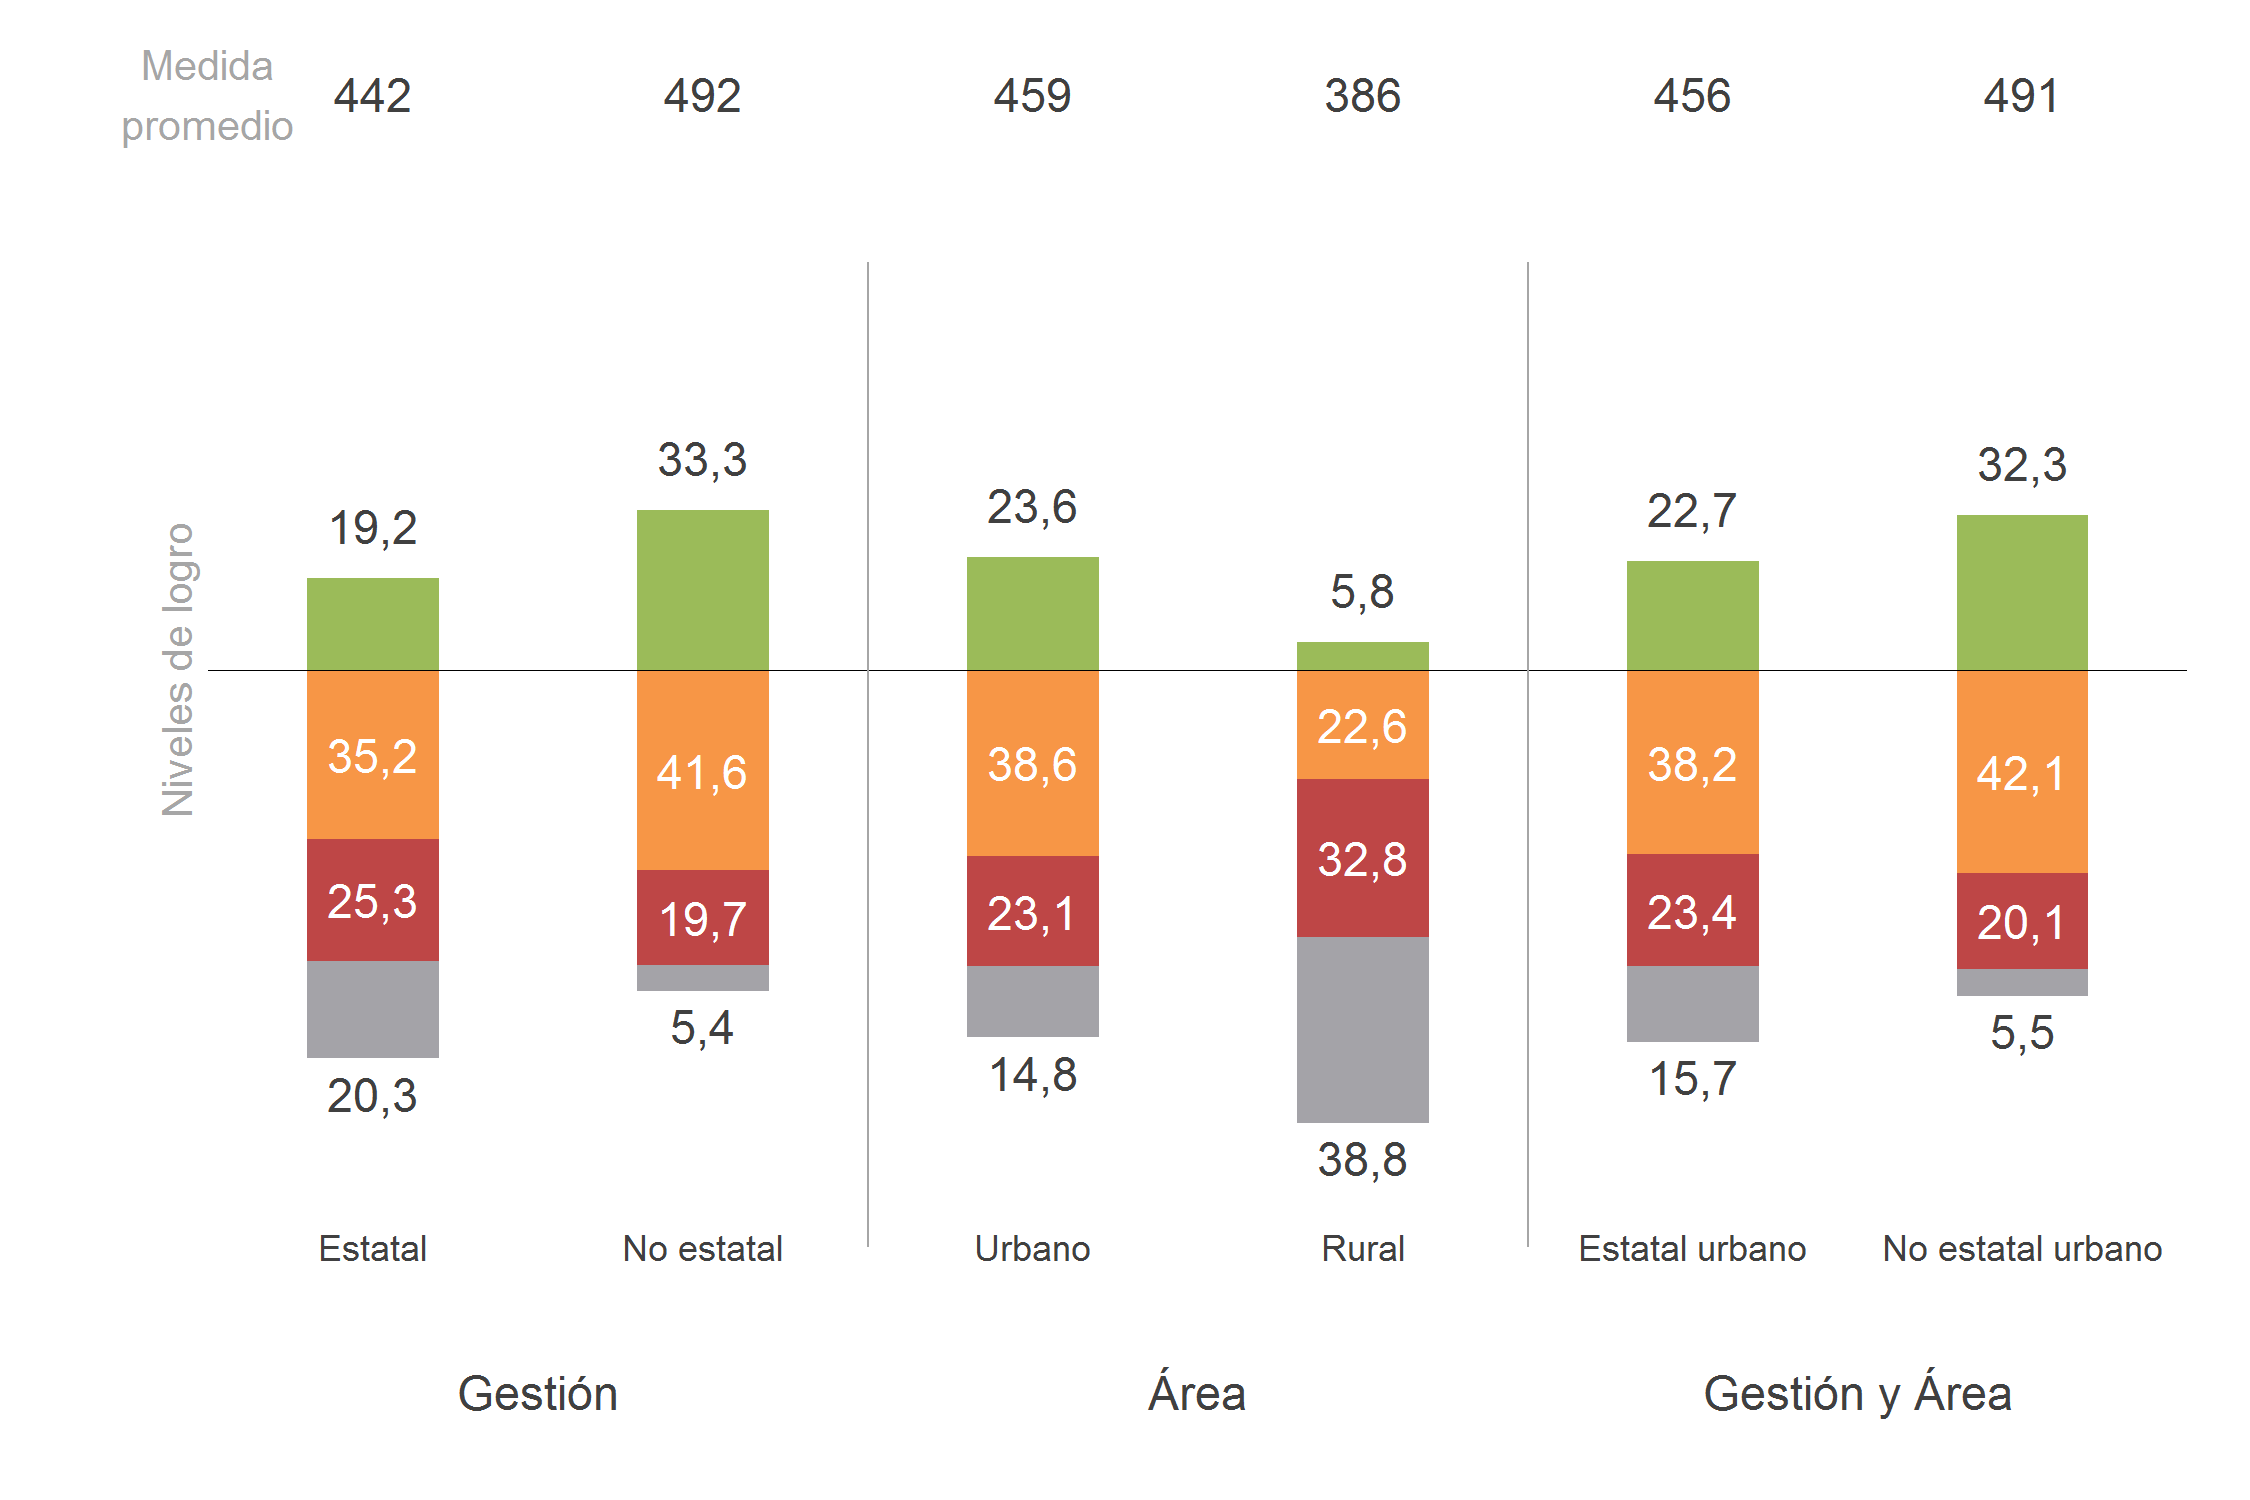 Medida
promedio
442 492 459 386 456 491
Niveles de logro
19,2 33,3 23,6 5,8 22,7 32,3
35,2 41,6 38,6 22,6 38,2 42,1
25,3 19,7 23,1 32,8 23,4 20,1
20,3 5,4 14,8 38,8 15,7 5,5
Estatal No estatal Urbano Rural Estatal urbano No estatal urbano
Gestión Área Gestión y Área